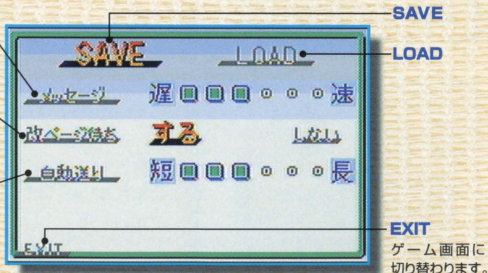 SAVE
LOAD
SAVE LOAD
メッセージ 遅 速
改ページ待ち する しない
自動送り 短 長
EXIT
EXIT
ゲーム画面に
切り替わります。